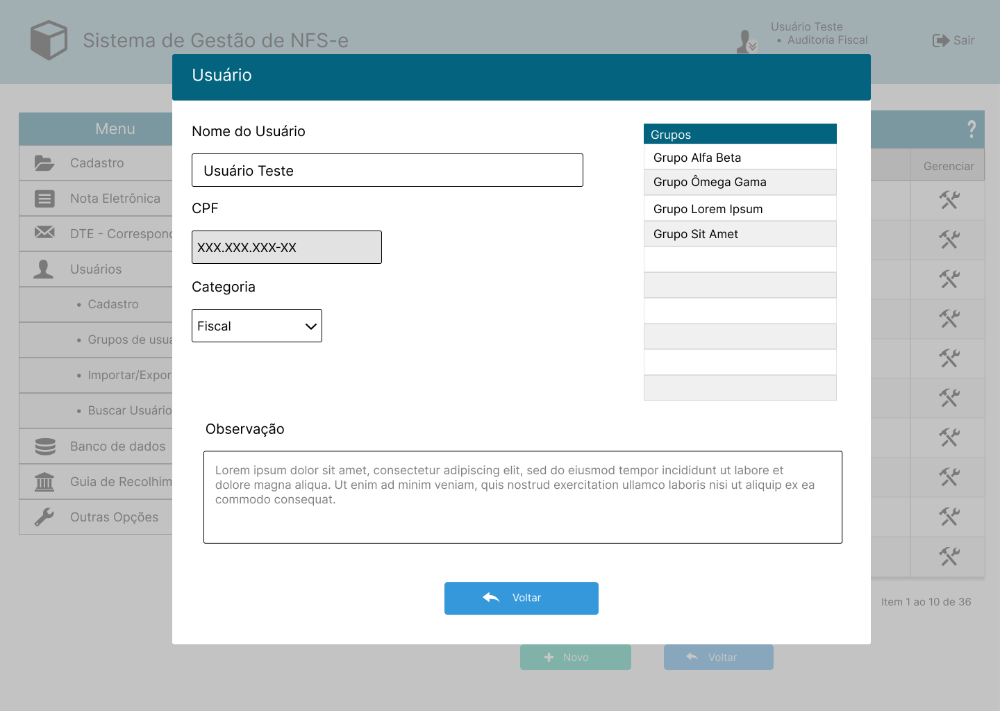 Sistema de Gestão de NFS-e
Usuário Teste
• Auditoria Fiscal
Sair
Menu
Cadastro
Nota Eletrônica
DTE - Correspond
Usuários
• Cadastro
• Grupos de usuá
• Importar/Expor
• Buscar Usuário
Banco de dados
Guia de Recolhim
Outras Opções
Usuário
Nome do Usuário
Usuário Teste
CPF
XXX.XXX.XXX-XX
Categoria
Fiscal
Grupos
Grupo Alfa Beta
Grupo Ômega Gama
Grupo Lorem Ipsum
Grupo Sit Amet
Observação
Lorem ipsum dolor sit amet, consectetur adipiscing elit, sed do eiusmod tempor incididunt ut labore et
dolore magna aliqua. Ut enim ad minim veniam, quis nostrud exercitation ullamco laboris nisi ut aliquip ex ea
commodo consequat.
Voltar
?
Gerenciar
Item 1 ao 10 de 36
Novo
Voltar